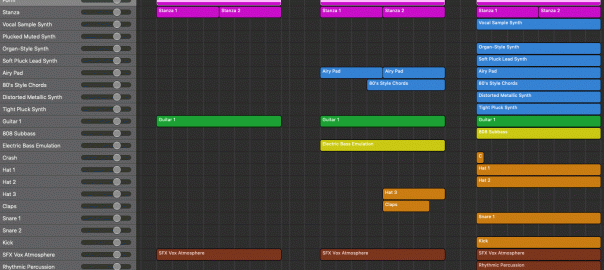 Stanza Stanza 1 Stanza 2 Stanza 1 Stanza 2 Stanza 1 Stanza 2
Vocal Sample Synth Vocal Sample Synth
Plucked Muted Synth
Organ-Style Synth Organ-Style Synth
Soft Pluck Lead Synth Soft Pluck Lead Synth
Airy Pad Airy Pad Airy Pad Airy Pad
80's Style Chords 80's Style Chords 80's Style Chords
Distorted Metallic Synth Distorted Metallic Synth
Tight Pluck Synth Tight Pluck Synth
Guitar 1 Guitar 1 Guitar 1 Guitar 1
808 Subbass 808 Subbass
Electric Bass Emulation Electric Bass Emulation
Crash C
Hat 1 Hat 1
Hat 2 Hat 2
Hat 3 Hat 3
Claps Claps
Snare 1 Snare 1
Snare 2
Kick Kick
SFX Vox Atmosphere SFX Vox Atmosphere SFX Vox Atmosphere SFX Vox Atmosphere
Rhythmic Percussion Rhythmic Percussion